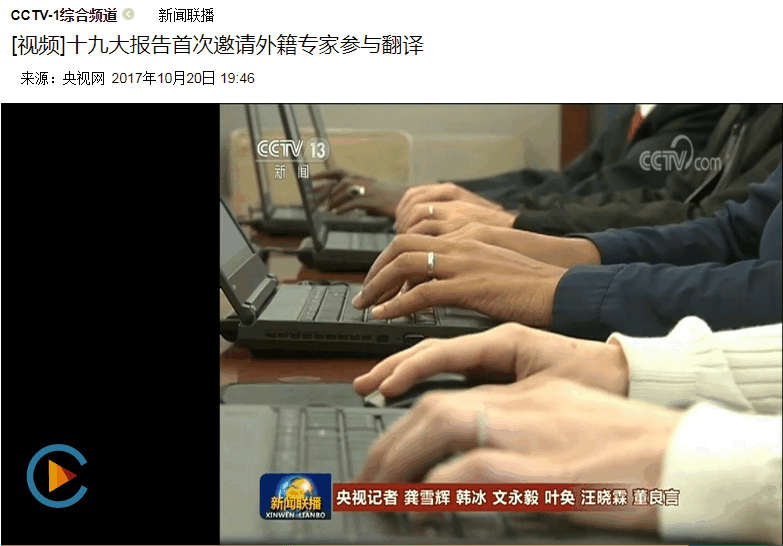 CCTV-1综合频道 新闻联播
[视频]十九大报告首次邀请外籍专家参与翻译
来源：央视网 2017年10月20日 19:46
CCTV 13
新闻
CCTV.com
新闻联播
XINWEN LIANBO
央视记者 龚雪辉 韩冰 文永毅 叶奂 汪晓霖 董良言